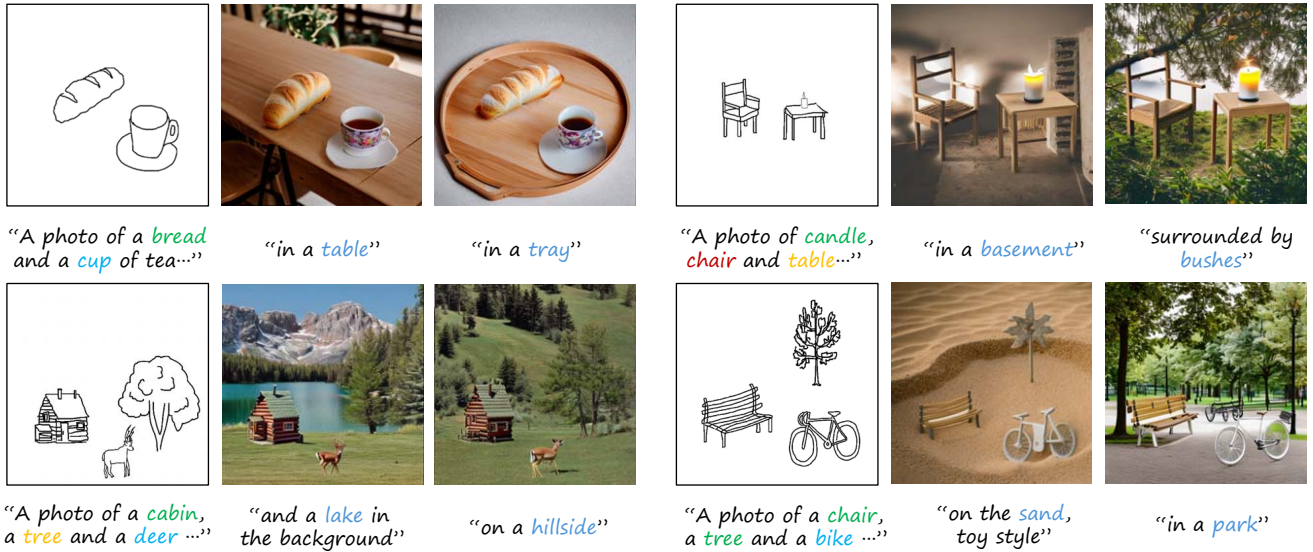 “A photo of a bread
and a cup of tea···”
“in a table”
“in a tray”
“A photo of candle,
chair and table···”
“in a basement”
“surrounded by
bushes”
“A photo of a cabin,
a tree and a deer ···”
“and a lake in
the background”
“on a hillside”
“A photo of a chair,
a tree and a bike ···”
“on the sand,
toy style”
“in a park”